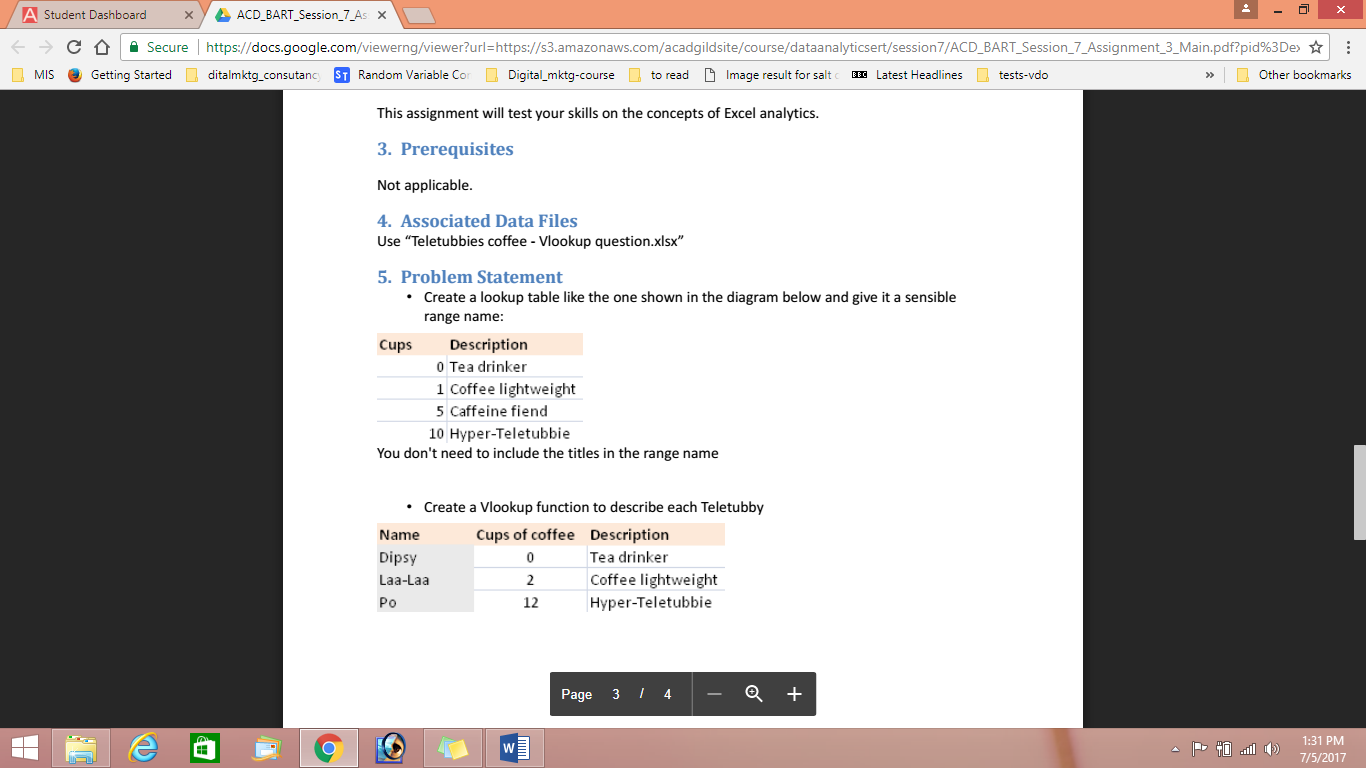 Student Dashboard
ACD_BART_Session_7_As
Secure
https://docs.google.com/viewerng/viewer?url=https://s3.amazonaws.com/acadgildsite/course/dataanalyticsert/session7/ACD_BART_Session_7_Assignment_3_Main.pdf?pid%3De
MIS
Getting Started
ditalmktg_consutanc
ST Random Variable Co
Digital_mktg-course
to read
Image result for salt
BBC Latest Headlines
tests-vdo
»
Other bookmarks
This assignment will test your skills on the concepts of Excel analytics.
3. Prerequisites
Not applicable.
4. Associated Data Files
Use “Teletubbies coffee - Vlookup question.xlsx”
5. Problem Statement
• Create a lookup table like the one shown in the diagram below and give it a sensible
range name:
Cups Description
0 Tea drinker
1 Coffee lightweight
5 Caffeine fiend
10 Hyper-Teletubbie
You don't need to include the titles in the range name
• Create a Vlookup function to describe each Teletubby
Name Cups of coffee Description
Dipsy 0 Tea drinker
Laa-Laa 2 Coffee lightweight
Po 12 Hyper-Teletubbie
Page 3 / 4
1:31 PM
7/5/2017